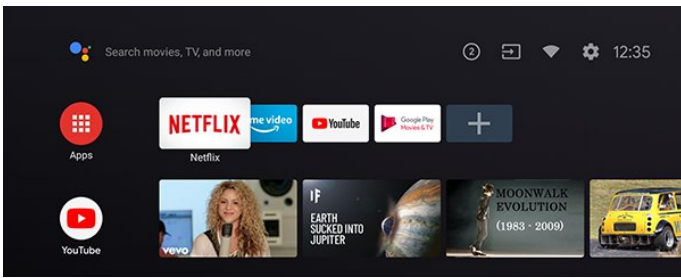 Search movies, TV, and more
2
12:35
NETFLIX
me video
YouTube
Google Play
Movies & TV
Apps
Netflix
YouTube
vevo
IF
EARTH
SUCKED INTO
JUPITER
MOONWALK
EVOLUTION
(1983 - 2009)